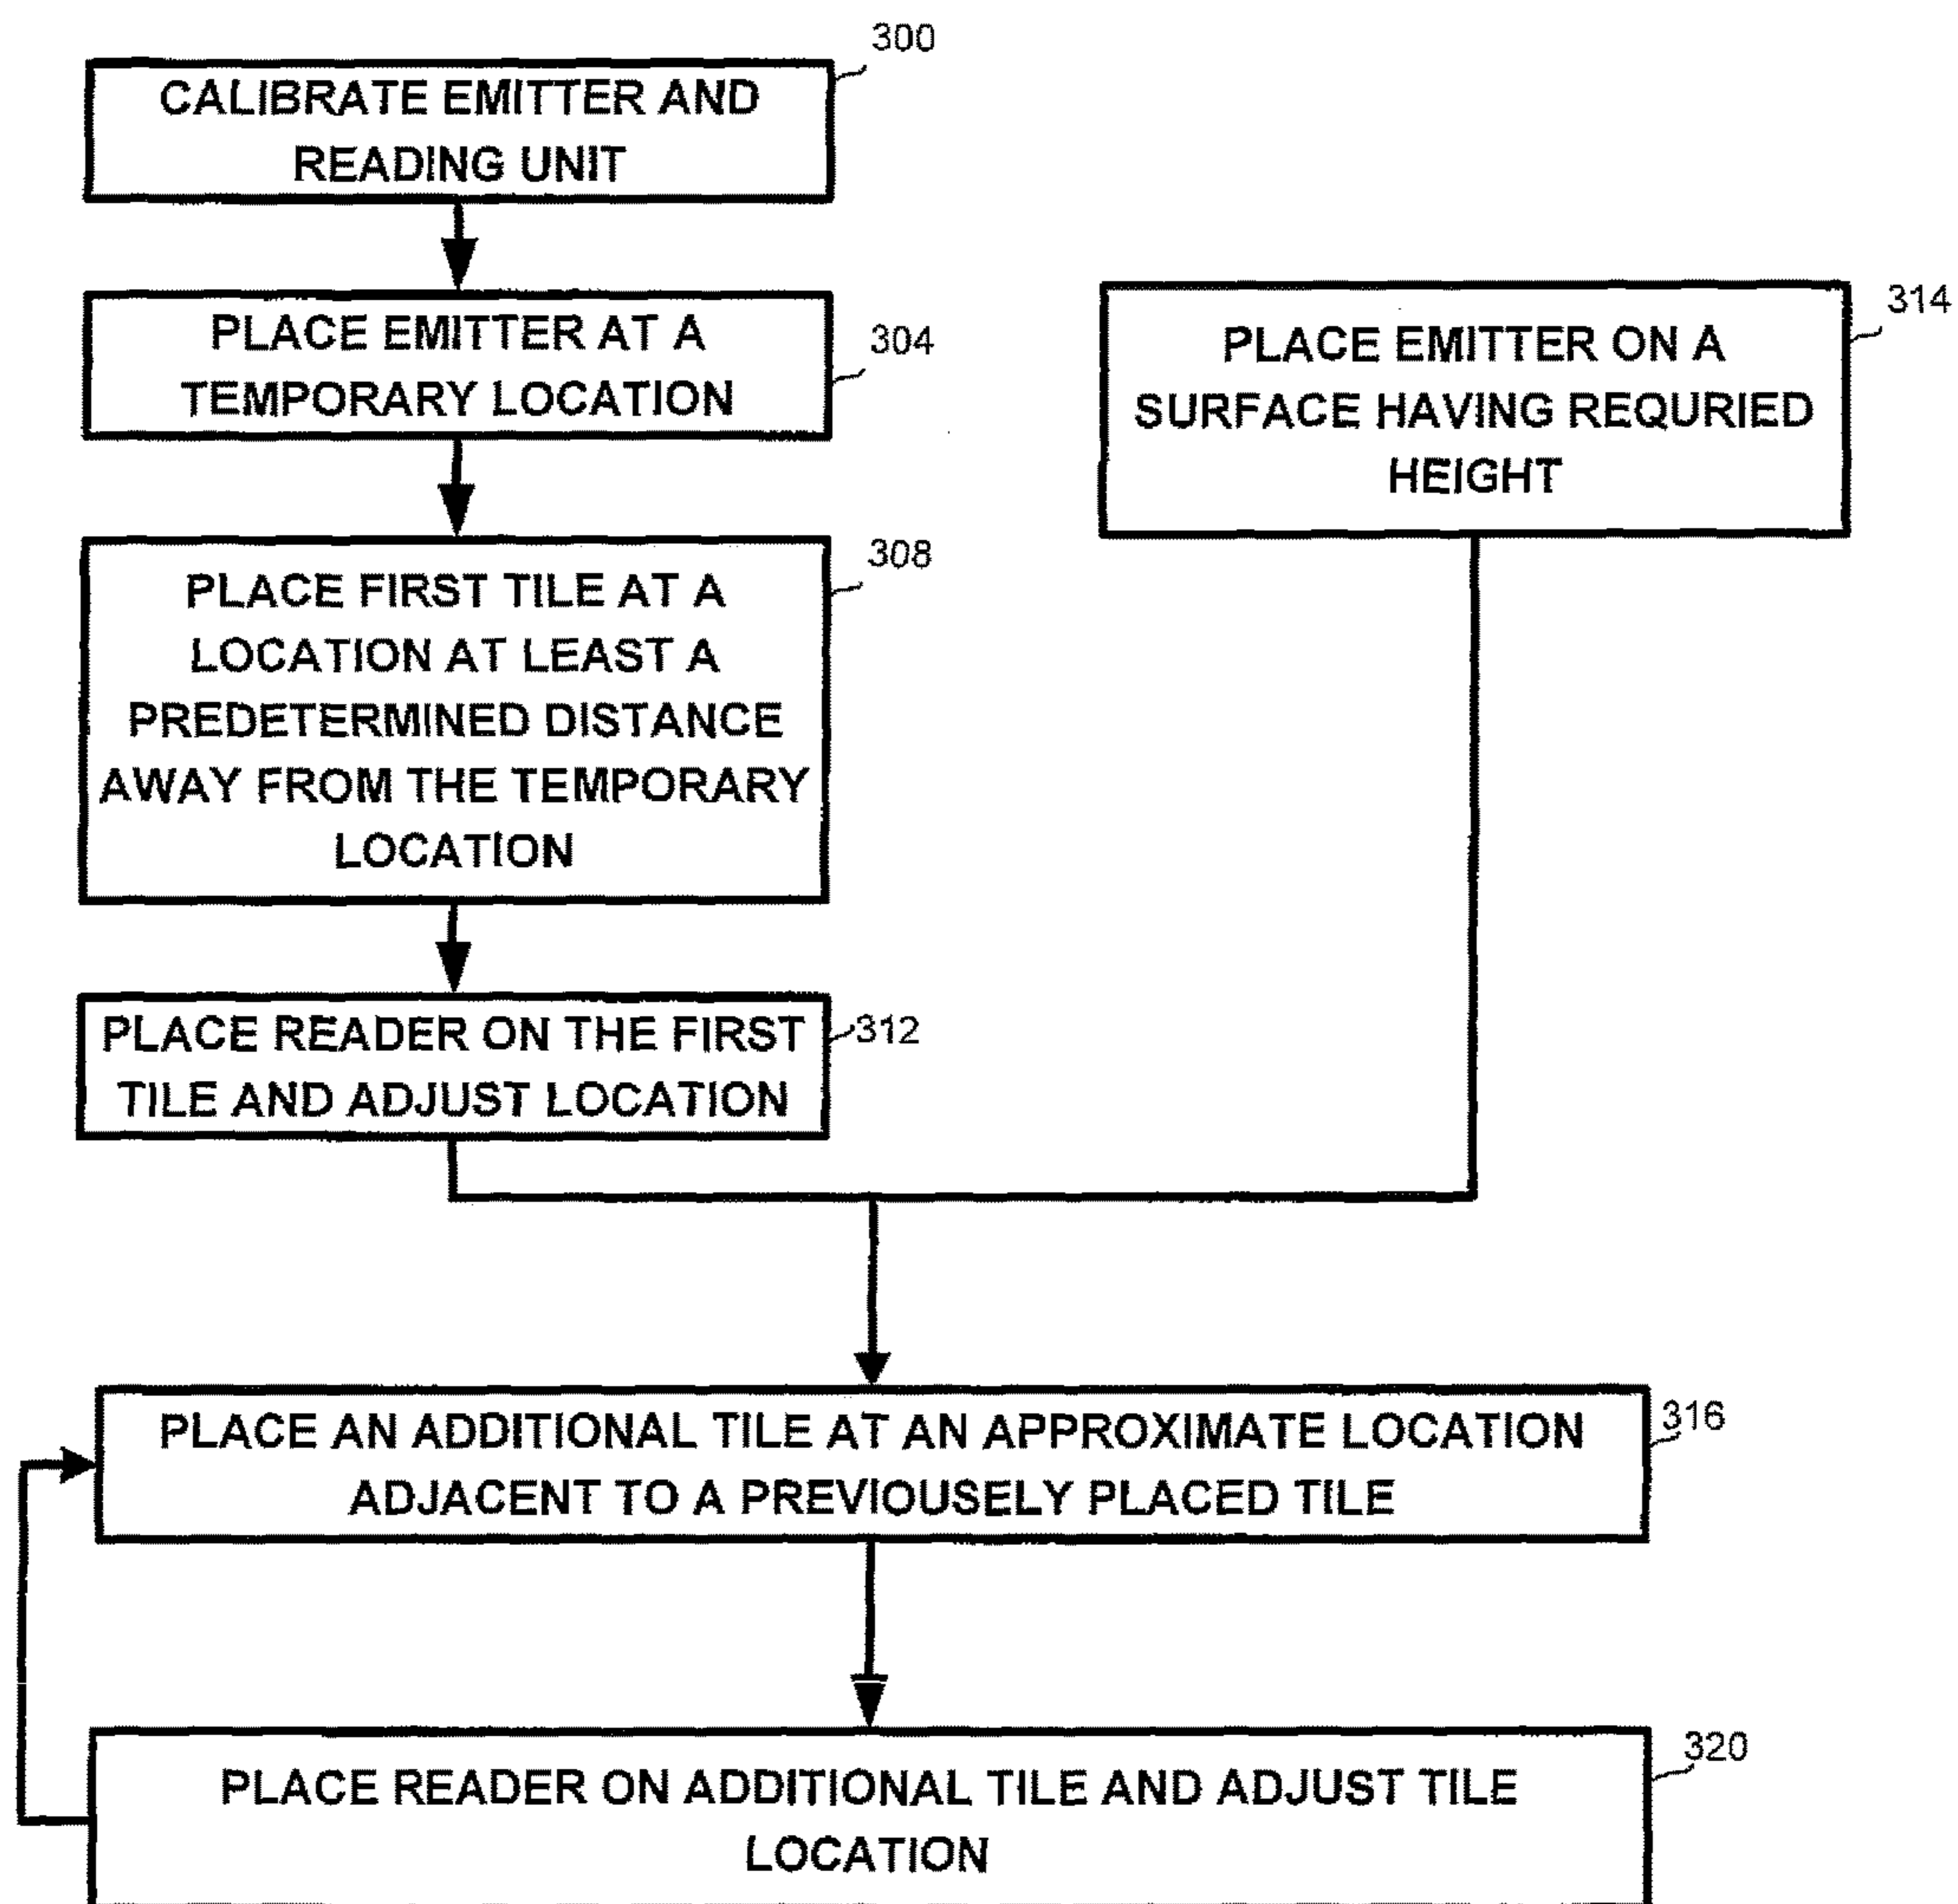 300
CALIBRATE EMITTER AND
READING UNIT
304
PLACE EMITTER AT A
TEMPORARY LOCATION
314
PLACE EMITTER ON A
SURFACE HAVING REQURIED
HEIGHT
308
PLACE FIRST TILE AT A
LOCATION AT LEAST A
PREDETERMINED DISTANCE
AWAY FROM THE TEMPORARY
LOCATION
312
PLACE READER ON THE FIRST
TILE AND ADJUST LOCATION
316
PLACE AN ADDITIONAL TILE AT AN APPROXIMATE LOCATION
ADJACENT TO A PREVIOUSELY PLACED TILE
320
PLACE READER ON ADDITIONAL TILE AND ADJUST TILE
LOCATION